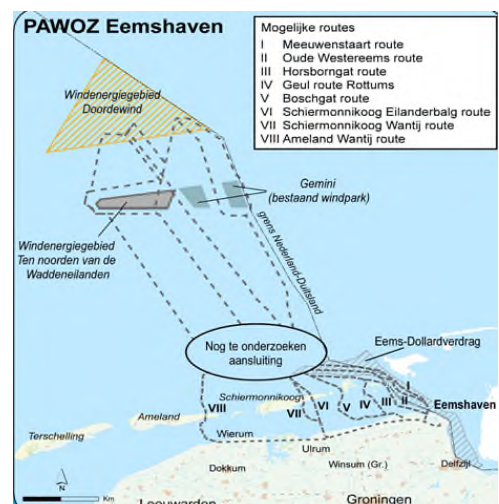 PAWOZ Eemshaven
Mogelijke routes
I Meeuwenstaart route
II Oude Westereems route
III Horsborngat route
IV Geul route Rottums
V Boschgat route
VI Schiermonnikoog Eilanderbalg route
VII Schiermonnikoog Wantij route
VIII Ameland Wantij route
Windenergiegebied
Doordewind
Gemini
(bestaand windpark)
grens Nederland-Duitsland
Windenergiegebied
Ten noorden van de
Waddeneilanden
Nog te onderzoeken
aansluiting
Eems-Dollardverdrag
Schiermonnikoog
I
II
III
IV
V
VI
VII
VIII
Eemshaven
Ameland
Terschelling
Wierum
Ulrum
Dokkum
Winsum (Gr.)
Delfzijl
N
Km
Leeuwarden
Groningen